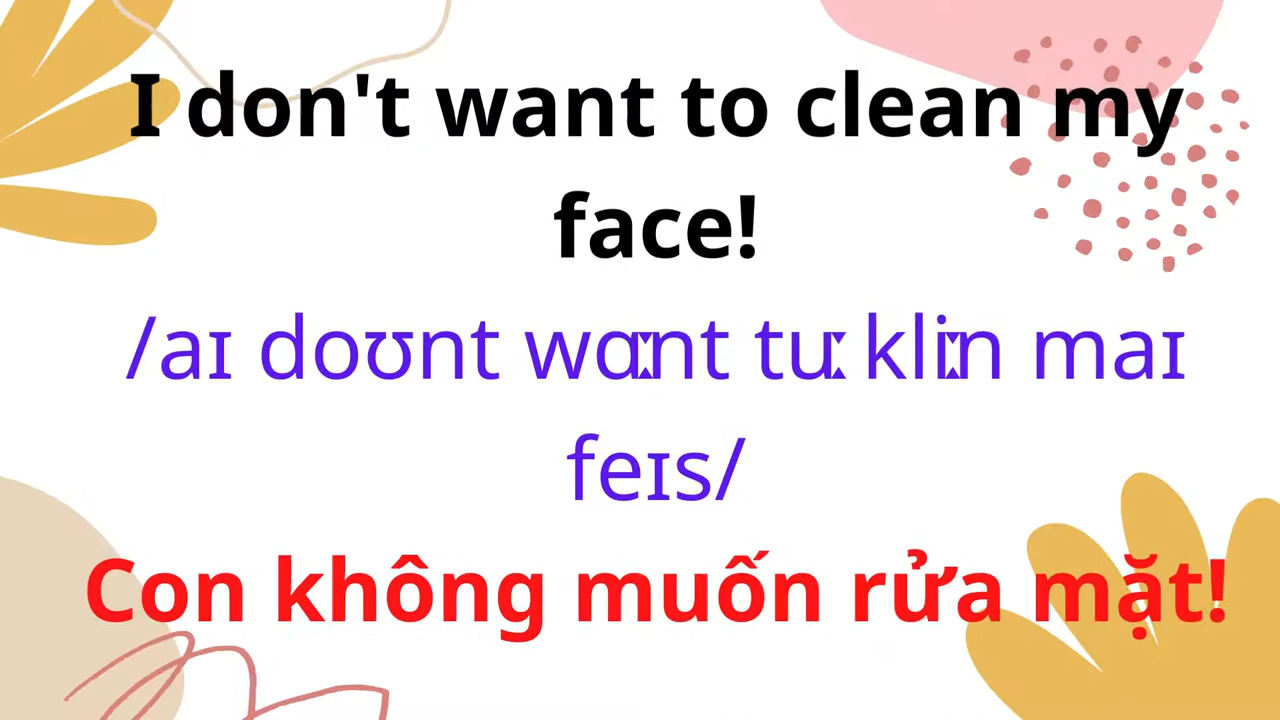 I don't want to clean my
face!
/aɪ doʊnt wɑːnt tuː kliːn maɪ
feɪs/
Con không muốn rửa mặt!